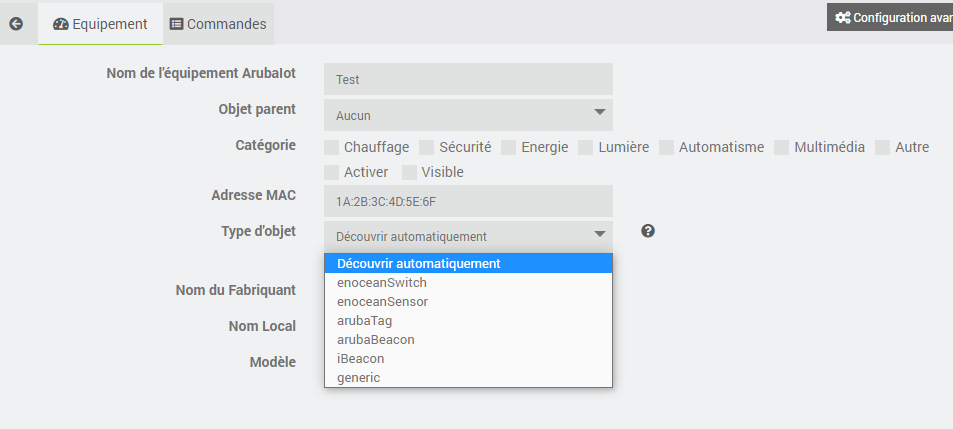 Equipement Commandes Configuration avan
Nom de l'équipement ArubaIot Test
Objet parent Aucun
Catégorie Chauffage Sécurité Energie Lumière Automatisme Multimédia Autre
Activer Visible
Adresse MAC 1A:2B:3C:4D:5E:6F
Type d'objet Découvrir automatiquement
Découvrir automatiquement
enoceanSwitch
Nom du Fabriquant
enoceanSensor
arubaTag
Nom Local
arubaBeacon
iBeacon
Modèle
generic